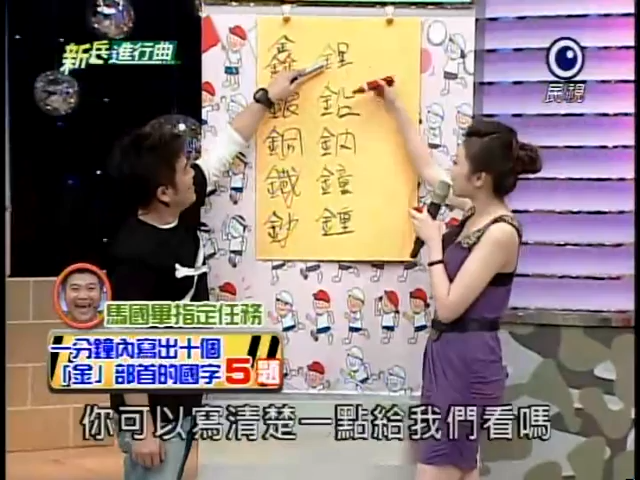 新兵進行曲
民視
鑫 鋥
銀 鉛
銅 鈉
鐵 鐘
鈔 鍾
馬國畢指定任務
一分鐘內寫出十個
「金」部首的國字5題
你可以寫清楚一點給我們看嗎